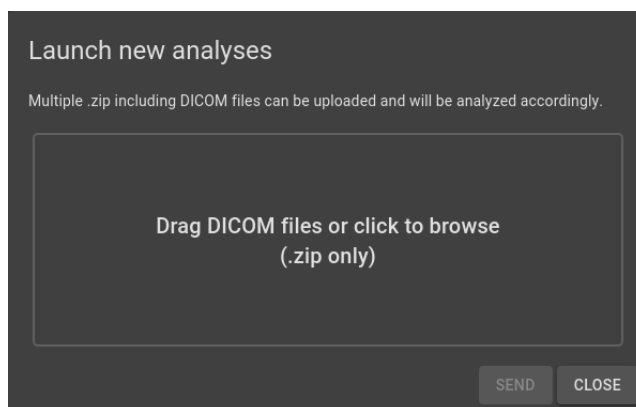 Launch new analyses
Multiple .zip including DICOM files can be uploaded and will be analyzed accordingly.
Drag DICOM files or click to browse
(.zip only)
SEND CLOSE